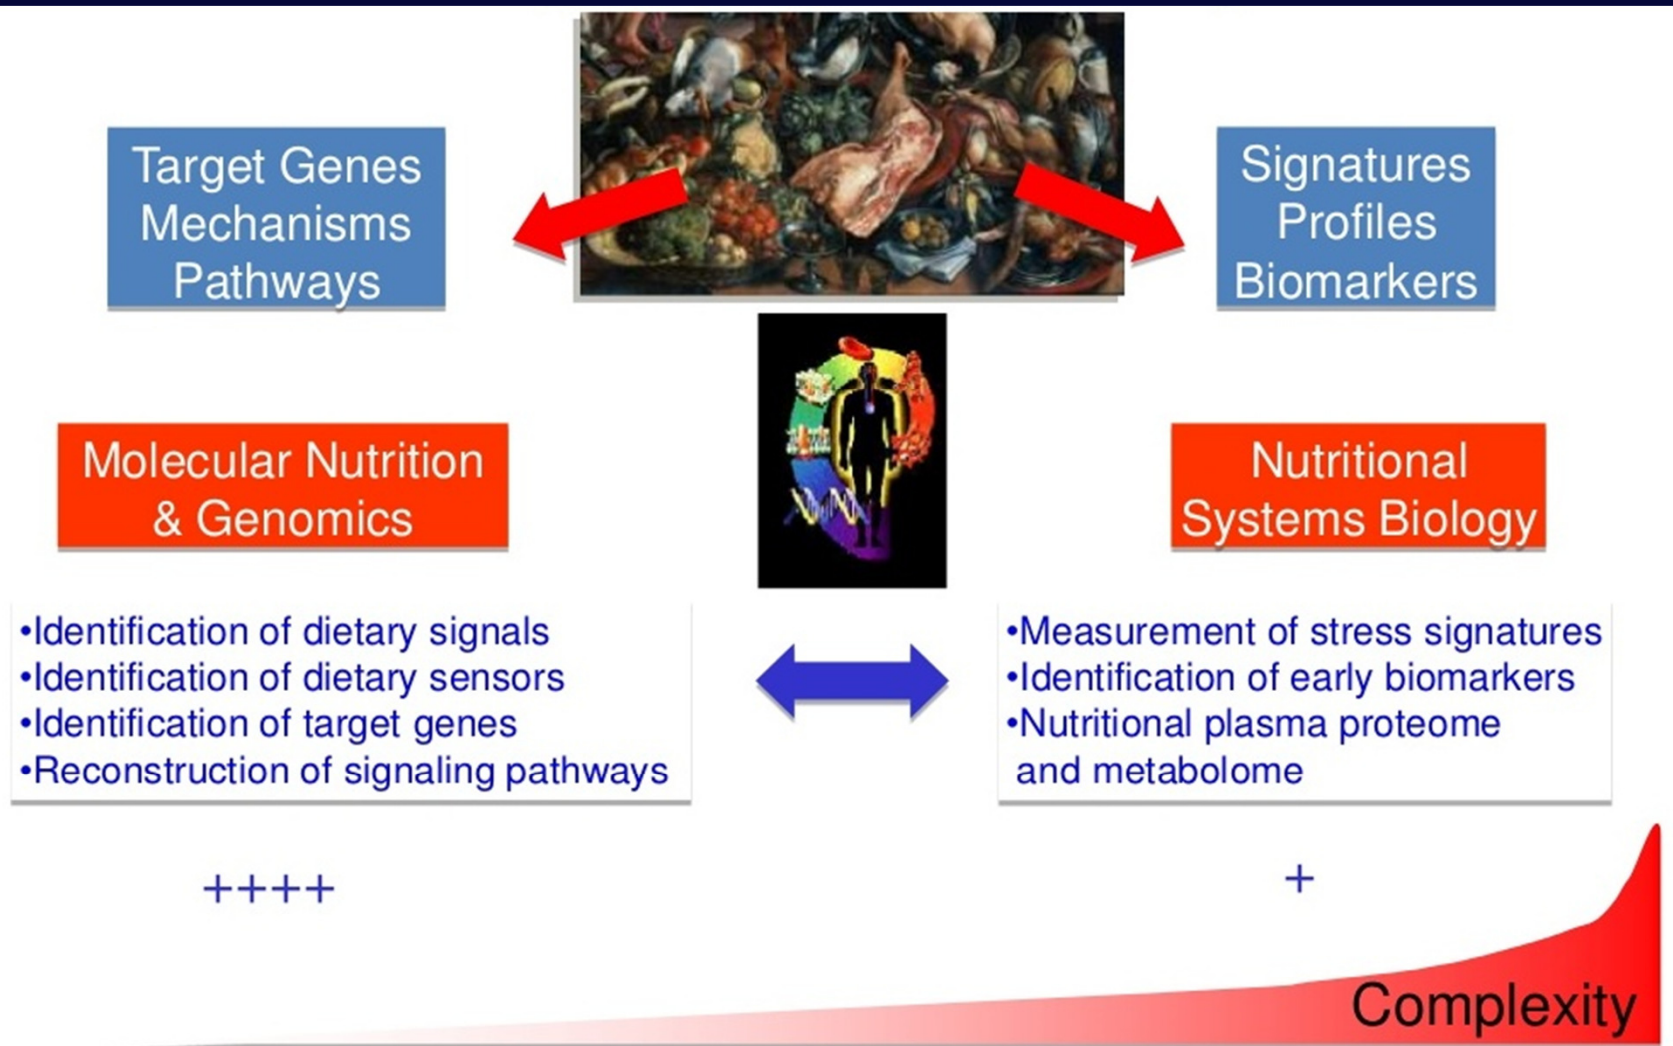 Target Genes
Mechanisms
Pathways
Signatures
Profiles
Biomarkers
Molecular Nutrition
& Genomics
Nutritional
Systems Biology
•Identification of dietary signals
•Identification of dietary sensors
•Identification of target genes
•Reconstruction of signaling pathways
•Measurement of stress signatures
•Identification of early biomarkers
•Nutritional plasma proteome
and metabolome
++++
+
Complexity